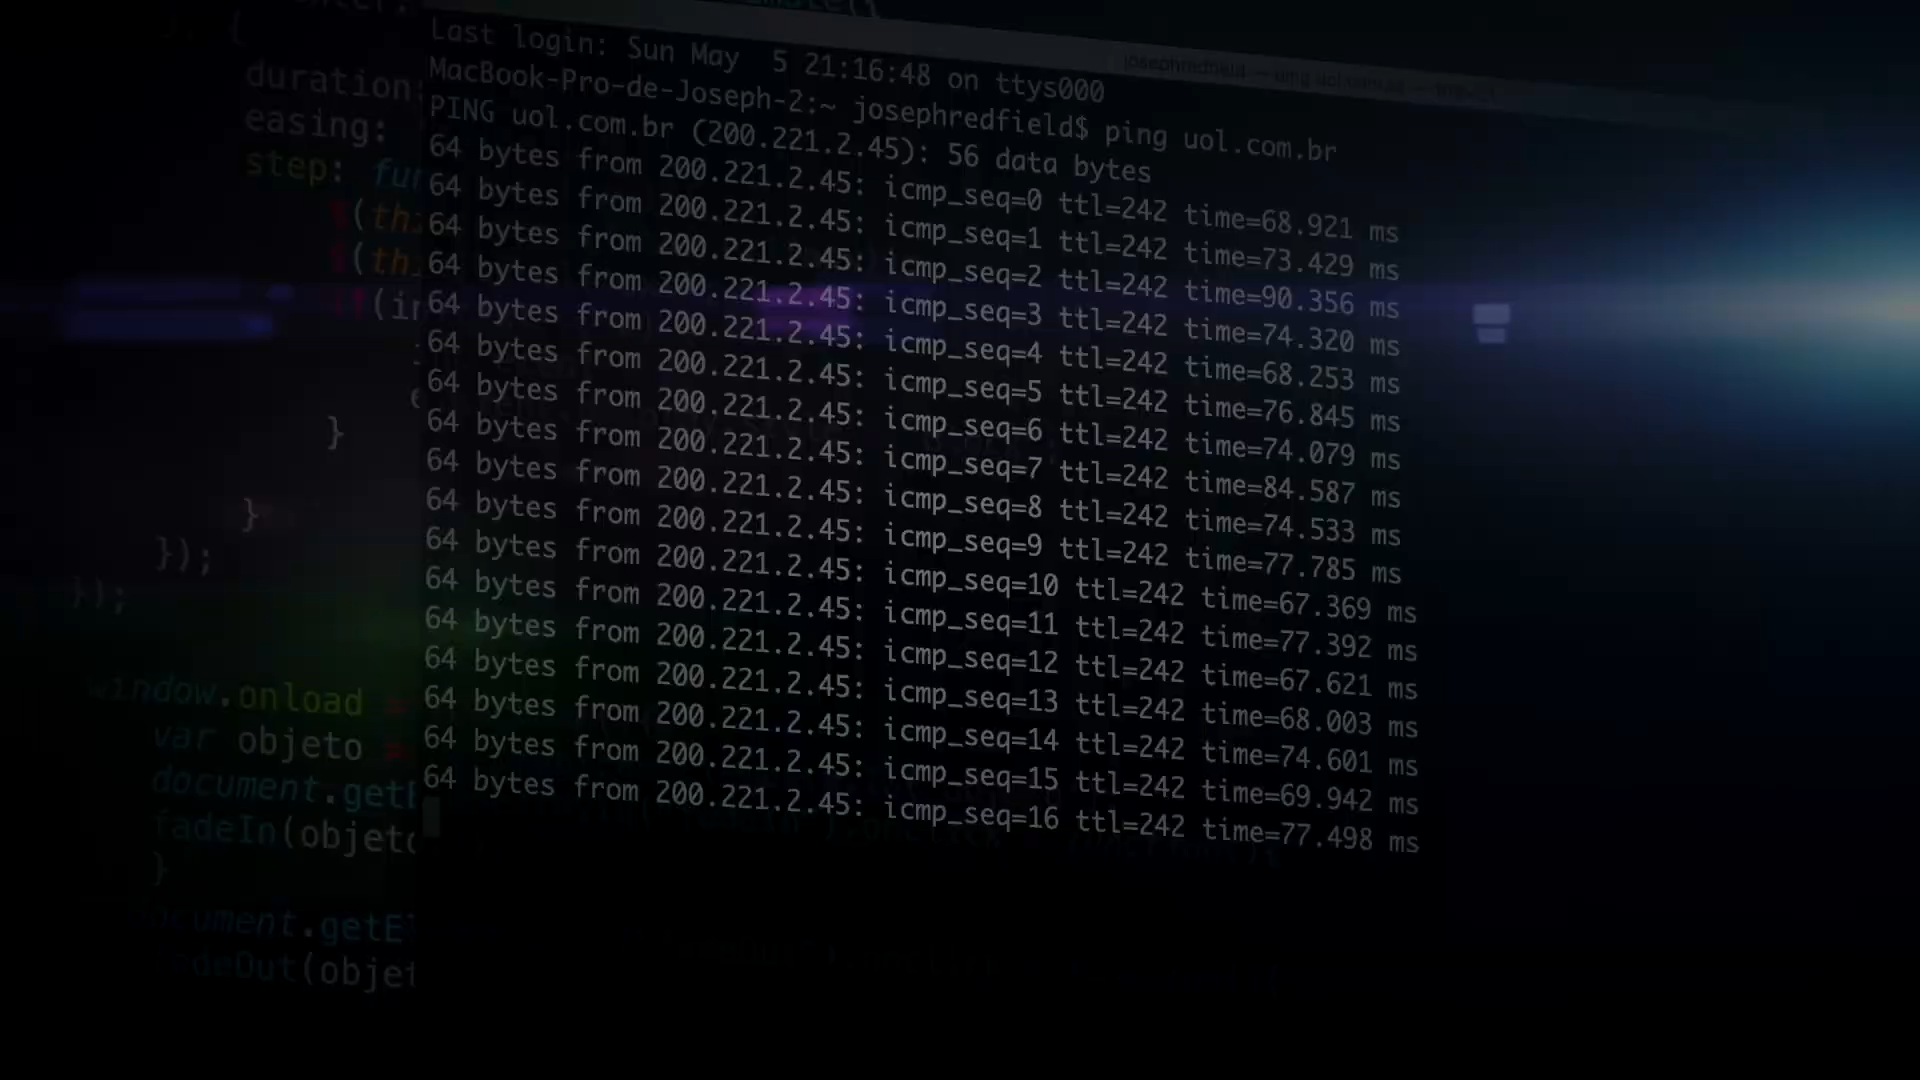 Last login: Sun May  5 21:16:48 on ttys000
MacBook-Pro-de-Joseph-2:~ josephredfield$ ping uol.com.br
PING uol.com.br (200.221.2.45): 56 data bytes
64 bytes from 200.221.2.45: icmp_seq=0 ttl=242 time=68.921 ms
64 bytes from 200.221.2.45: icmp_seq=1 ttl=242 time=73.429 ms
64 bytes from 200.221.2.45: icmp_seq=2 ttl=242 time=90.356 ms
64 bytes from 200.221.2.45: icmp_seq=3 ttl=242 time=74.320 ms
64 bytes from 200.221.2.45: icmp_seq=4 ttl=242 time=68.253 ms
64 bytes from 200.221.2.45: icmp_seq=5 ttl=242 time=76.845 ms
64 bytes from 200.221.2.45: icmp_seq=6 ttl=242 time=74.079 ms
64 bytes from 200.221.2.45: icmp_seq=7 ttl=242 time=84.587 ms
64 bytes from 200.221.2.45: icmp_seq=8 ttl=242 time=74.533 ms
64 bytes from 200.221.2.45: icmp_seq=9 ttl=242 time=77.785 ms
64 bytes from 200.221.2.45: icmp_seq=10 ttl=242 time=67.369 ms
64 bytes from 200.221.2.45: icmp_seq=11 ttl=242 time=77.392 ms
64 bytes from 200.221.2.45: icmp_seq=12 ttl=242 time=67.621 ms
64 bytes from 200.221.2.45: icmp_seq=13 ttl=242 time=68.003 ms
64 bytes from 200.221.2.45: icmp_seq=14 ttl=242 time=74.601 ms
64 bytes from 200.221.2.45: icmp_seq=15 ttl=242 time=69.942 ms
64 bytes from 200.221.2.45: icmp_seq=16 ttl=242 time=77.498 ms
duration:
easing:
step: fun
(thi
(thi
if(in
}
}
});
});
window.onload =
var objeto =
document.getE
fadeIn(objeto
}
document.getEl
fadeOut(objet